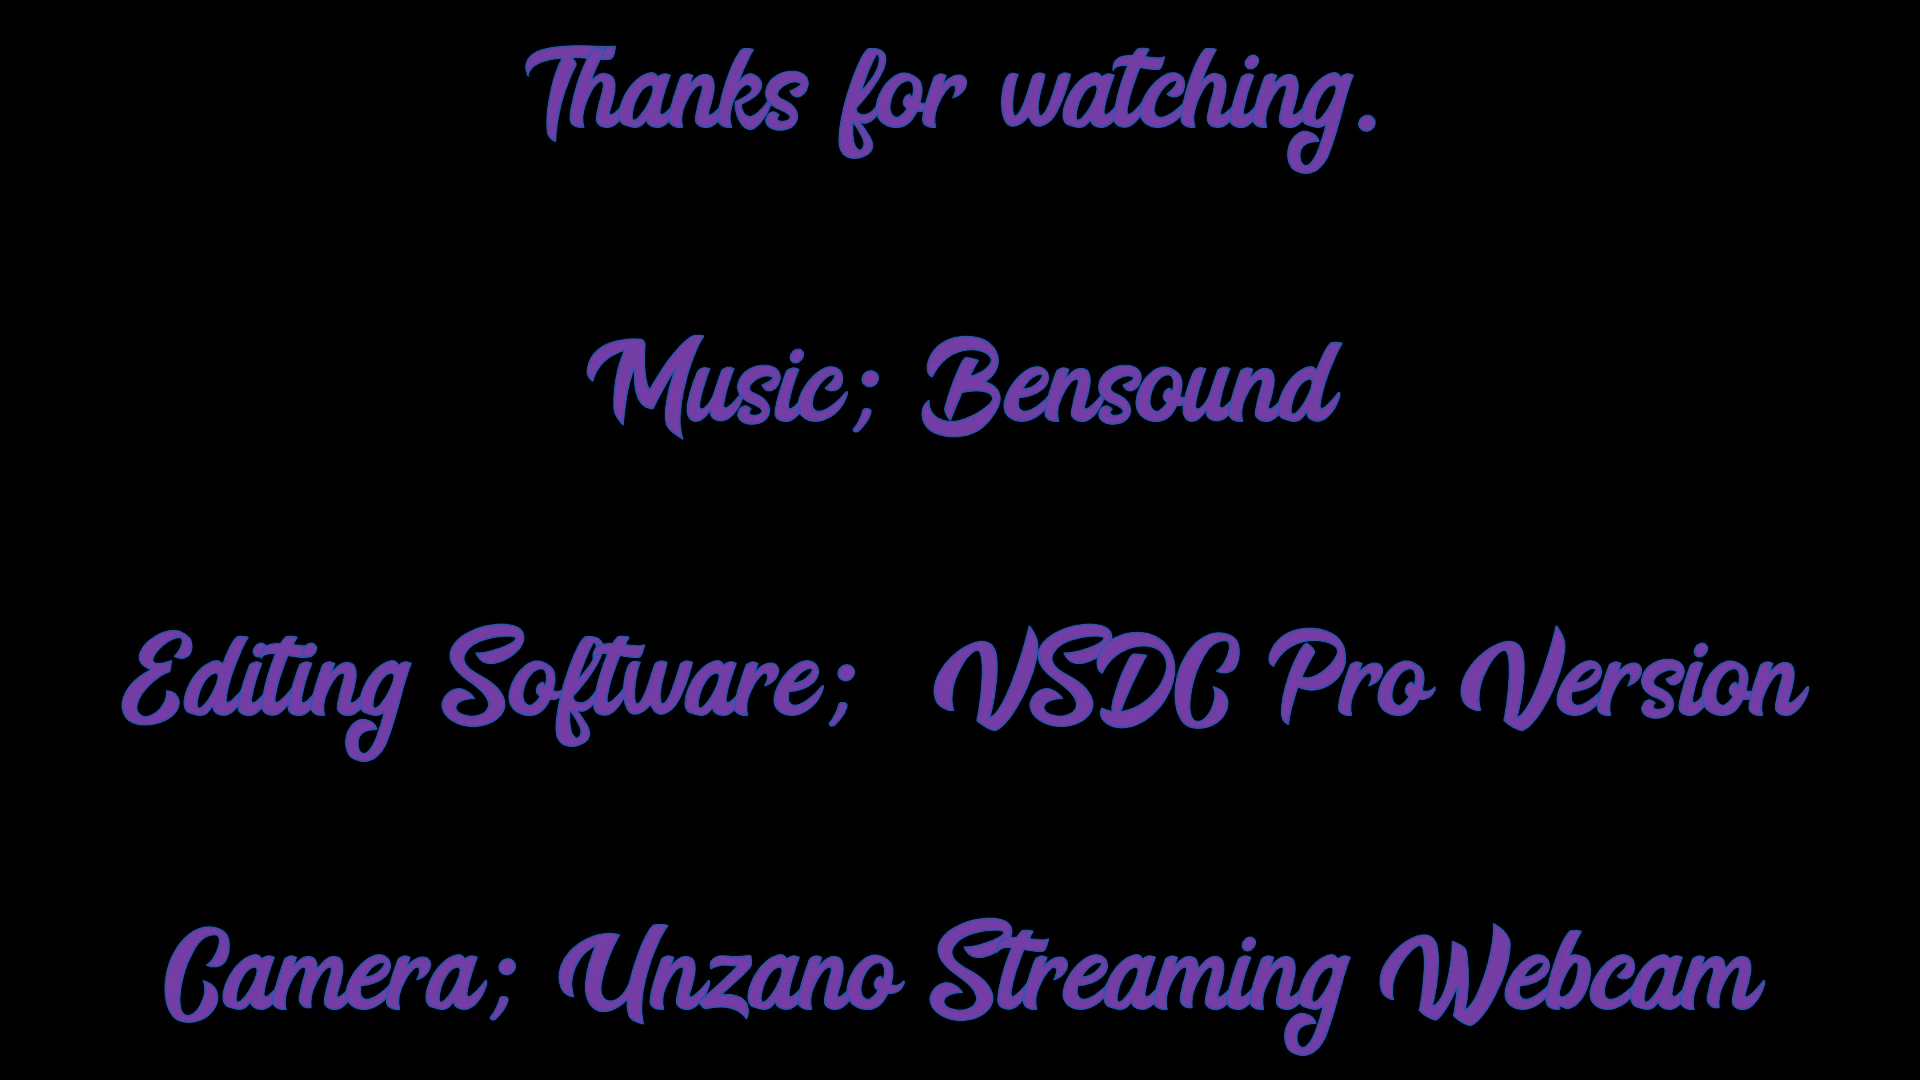 Thanks for watching.
Music; Bensound
Editing Software;  VSDC Pro Version
Camera; Unzano Streaming Webcam